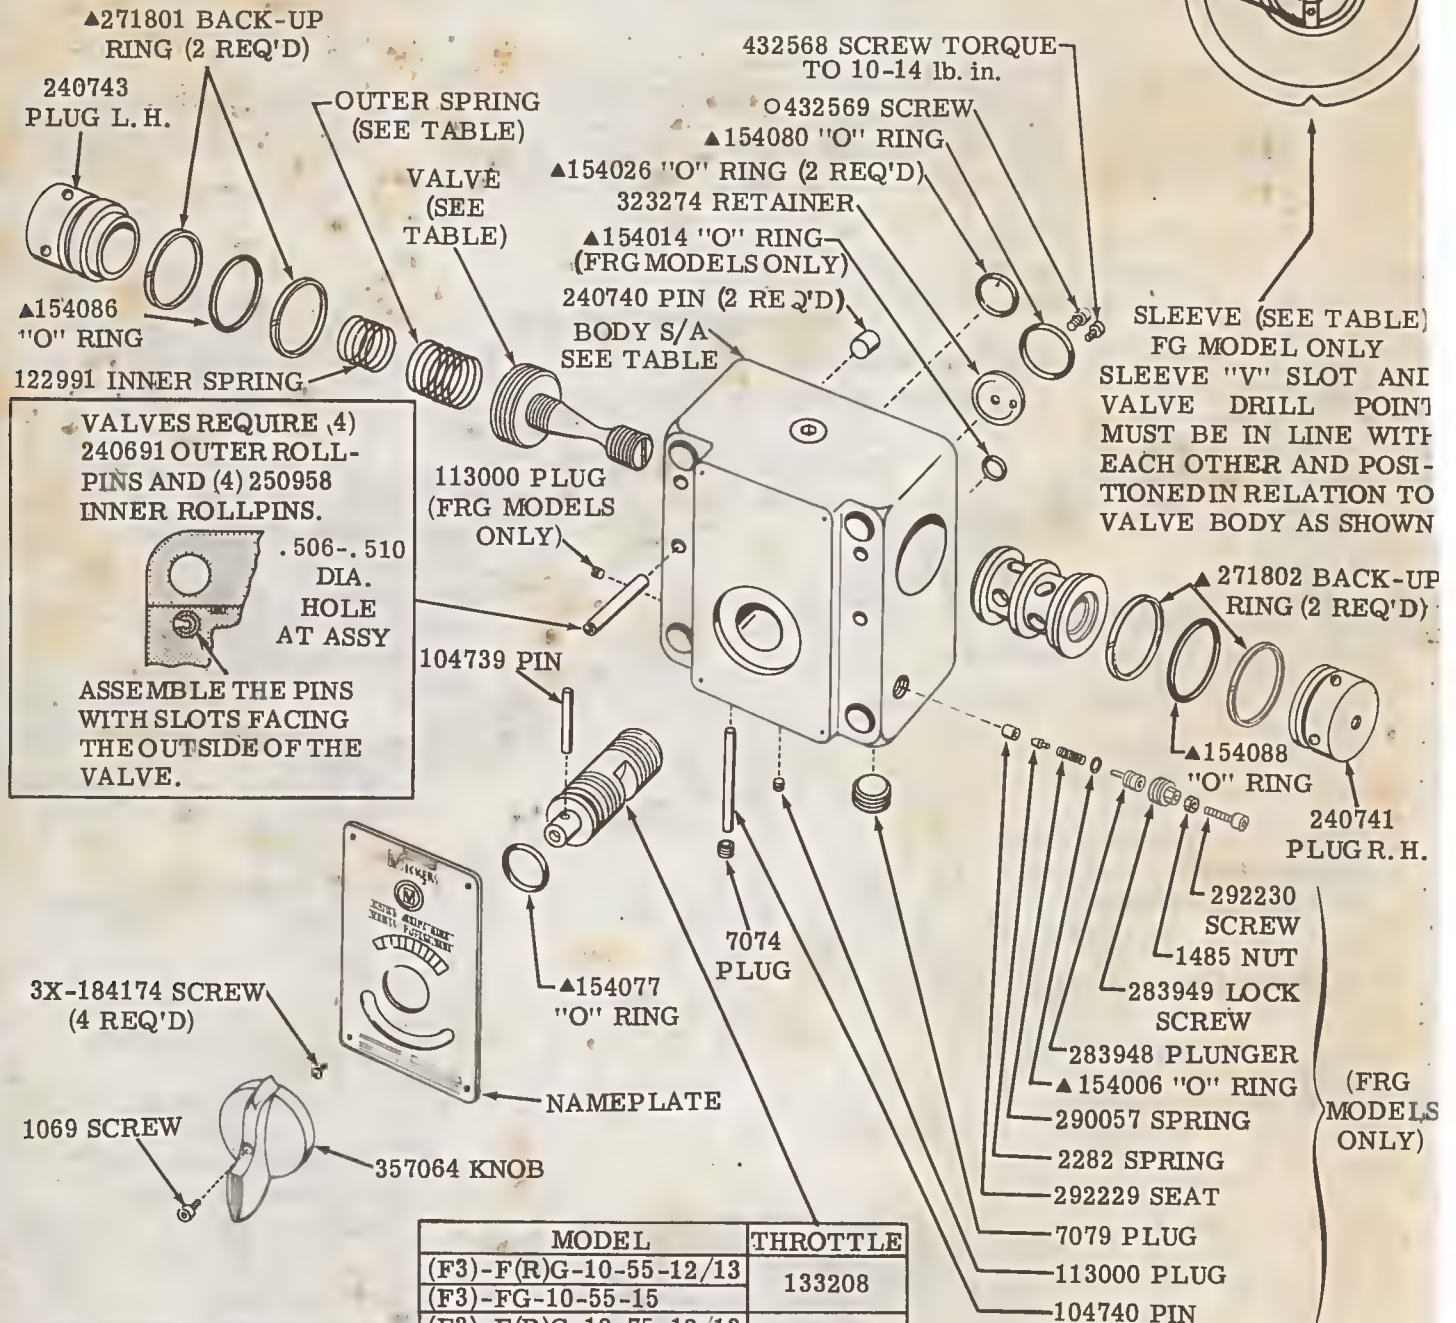 ▲271801 BACK-UP
RING (2 REQ'D)
240743
PLUG L.H.
OUTER SPRING
(SEE TABLE)
VALVE
(SEE
TABLE)
▲154086
"O" RING
122991 INNER SPRING
432568 SCREW TORQUE
TO 10-14 lb. in.
O432569 SCREW
▲154080 "O" RING
▲154026 "O" RING (2 REQ'D)
323274 RETAINER
▲154014 "O" RING
(FRG MODELS ONLY)
240740 PIN (2 REQ'D)
BODY S/A
SEE TABLE
SLEEVE (SEE TABLE)
FG MODEL ONLY
SLEEVE "V" SLOT AND
VALVE DRILL POINT
MUST BE IN LINE WITH
EACH OTHER AND POSI-
TIONED IN RELATION TO
VALVE BODY AS SHOWN
VALVES REQUIRE (4)
240691 OUTER ROLL-
PINS AND (4) 250958
INNER ROLLPINS.
.506-.510
DIA.
HOLE
AT ASSY
ASSEMBLE THE PINS
WITH SLOTS FACING
THE OUTSIDE OF THE
VALVE.
113000 PLUG
(FRG MODELS
ONLY)
104739 PIN
▲271802 BACK-UP
RING (2 REQ'D)
▲154088
"O" RING
240741
PLUG R.H.
VICKERS
M
7074
PLUG
▲154077
"O" RING
3X-184174 SCREW
(4 REQ'D)
NAMEPLATE
1069 SCREW
357064 KNOB
292230
SCREW
1485 NUT
283949 LOCK
SCREW
283948 PLUNGER
▲154006 "O" RING
290057 SPRING
2282 SPRING
292229 SEAT
7079 PLUG
113000 PLUG
104740 PIN
(FRG
MODELS
ONLY)
MODEL THROTTLE
(F3)-F(R)G-10-55-12/13 133208
(F3)-FG-10-55-15